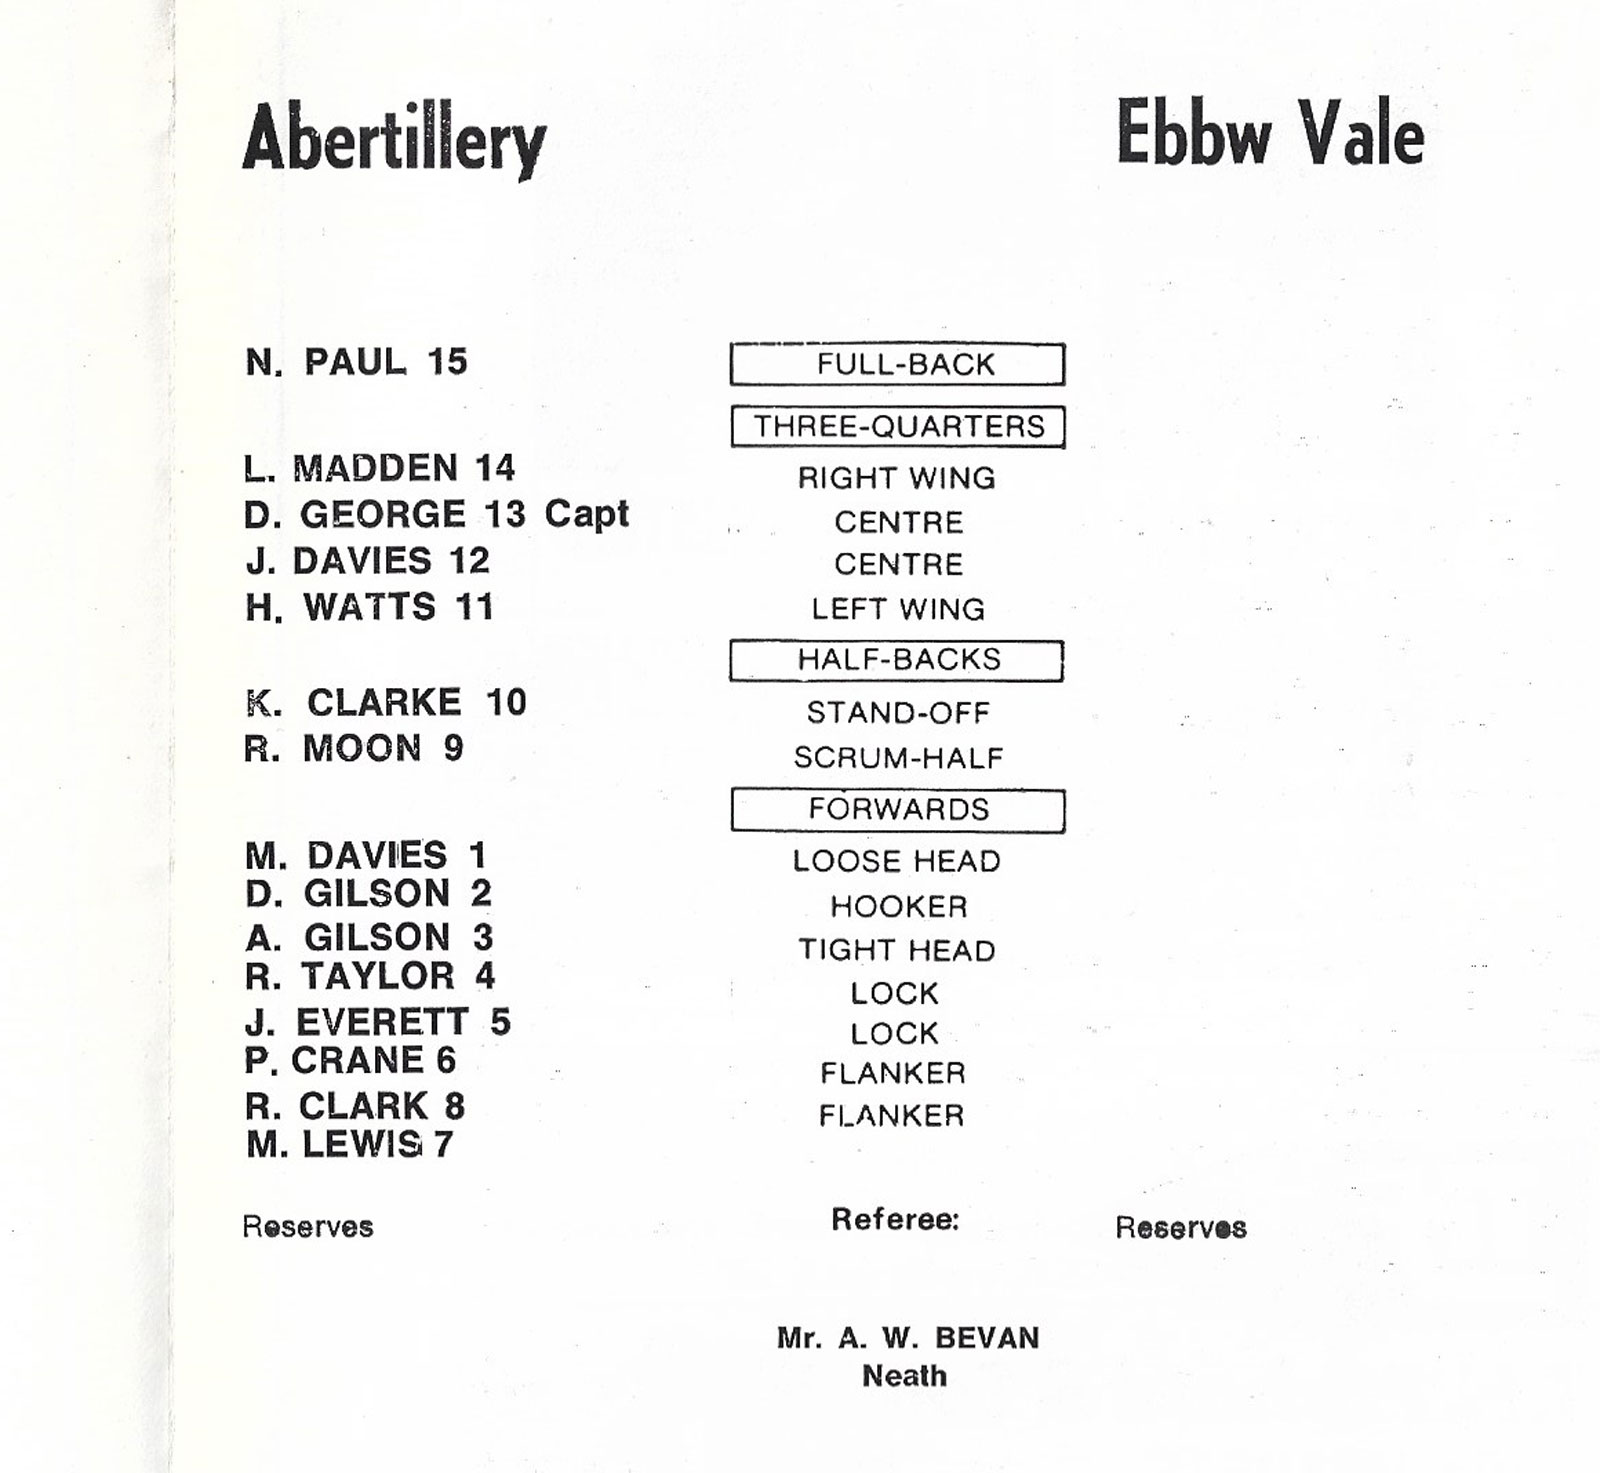 Abertillery Ebbw Vale
N. PAUL 15 FULL-BACK
THREE-QUARTERS
L. MADDEN 14 RIGHT WING
D. GEORGE 13 Capt CENTRE
J. DAVIES 12 CENTRE
H. WATTS 11 LEFT WING
HALF-BACKS
K. CLARKE 10 STAND-OFF
R. MOON 9 SCRUM-HALF
FORWARDS
M. DAVIES 1 LOOSE HEAD
D. GILSON 2 HOOKER
A. GILSON 3 TIGHT HEAD
R. TAYLOR 4 LOCK
J. EVERETT 5 LOCK
P. CRANE 6 FLANKER
R. CLARK 8 FLANKER
M. LEWIS 7
Reserves Referee: Reserves
Mr. A. W. BEVAN
Neath